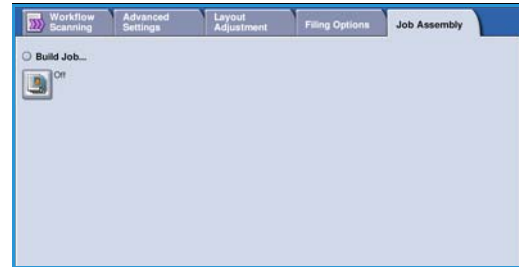 Workflow
Scanning
Advanced
Settings
Layout
Adjustment
Filing Options
Job Assembly
Build Job...
Off